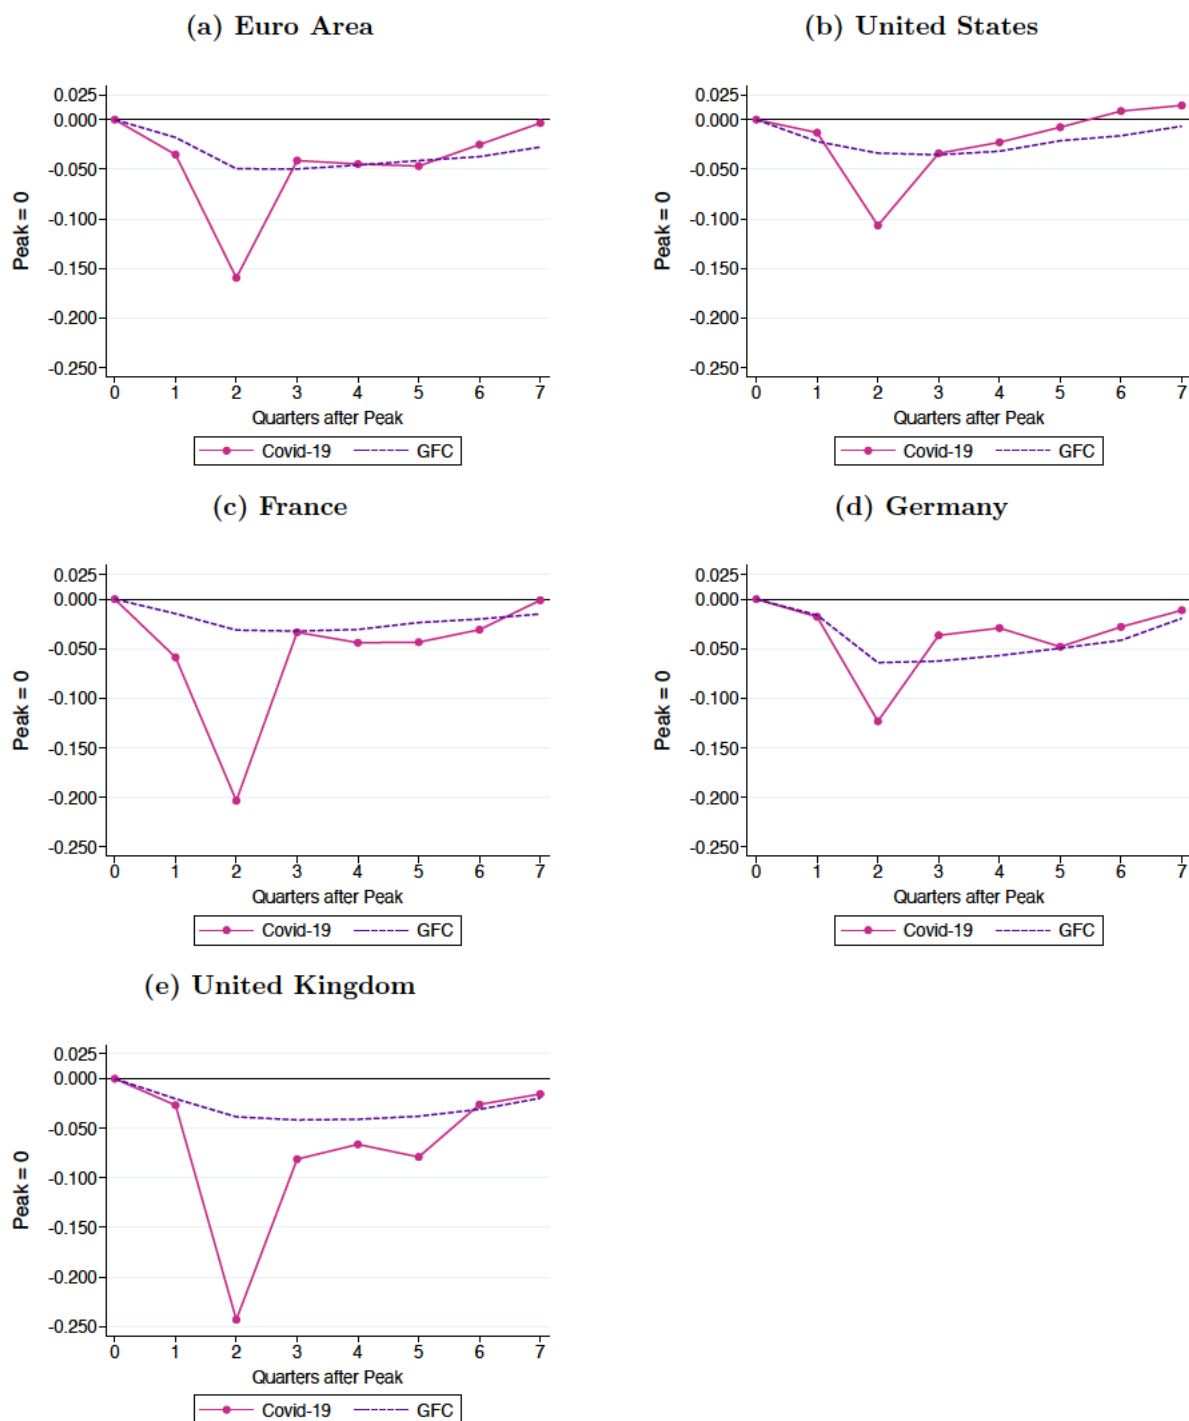 (a) Euro Area
0.025
0.000
-0.050
-0.100
-0.150
-0.200
-0.250
Peak = 0
0 1 2 3 4 5 6 7
Quarters after Peak
Covid-19 GFC
(b) United States
0.025
0.000
-0.050
-0.100
-0.150
-0.200
-0.250
Peak = 0
0 1 2 3 4 5 6 7
Quarters after Peak
Covid-19 GFC
(c) France
0.025
0.000
-0.050
-0.100
-0.150
-0.200
-0.250
Peak = 0
0 1 2 3 4 5 6 7
Quarters after Peak
Covid-19 GFC
(d) Germany
0.025
0.000
-0.050
-0.100
-0.150
-0.200
-0.250
Peak = 0
0 1 2 3 4 5 6 7
Quarters after Peak
Covid-19 GFC
(e) United Kingdom
0.025
0.000
-0.050
-0.100
-0.150
-0.200
-0.250
Peak = 0
0 1 2 3 4 5 6 7
Quarters after Peak
Covid-19 GFC